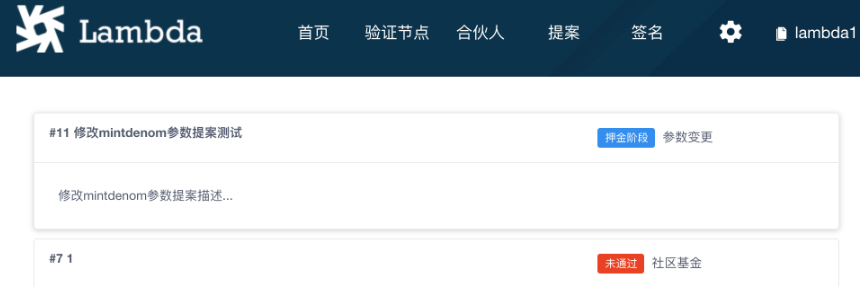 Lambda 首页 验证节点 合伙人 提案 签名 lambda1
#11 修改mintdenom参数提案测试 押金阶段 参数变更
修改mintdenom参数提案描述...
#7 1 未通过 社区基金